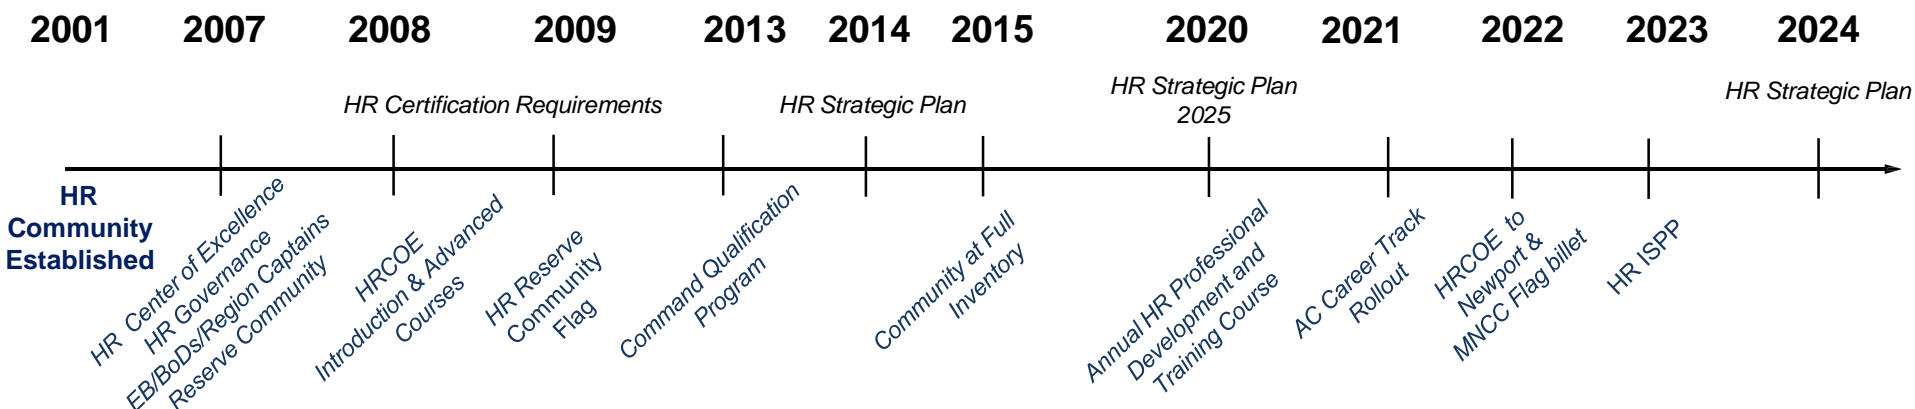 2001 2007 2008 2009 2013 2014 2015 2020 2021 2022 2023 2024
HR Certification Requirements
HR Strategic Plan
HR Strategic Plan
2025
HR Strategic Plan
HR
Community
Established
HR Center of Excellence
HR Governance
EB/BoDs/Region Captains
Reserve Community
HRCOE
Introduction & Advanced
Courses
HR Reserve
Community
Flag
Command Qualification
Program
Community at Full
Inventory
Annual HR Professional
Development and
Training Course
AC Career Track
Rollout
HRCOE to
Newport &
MNCC Flag billet
HR ISPP